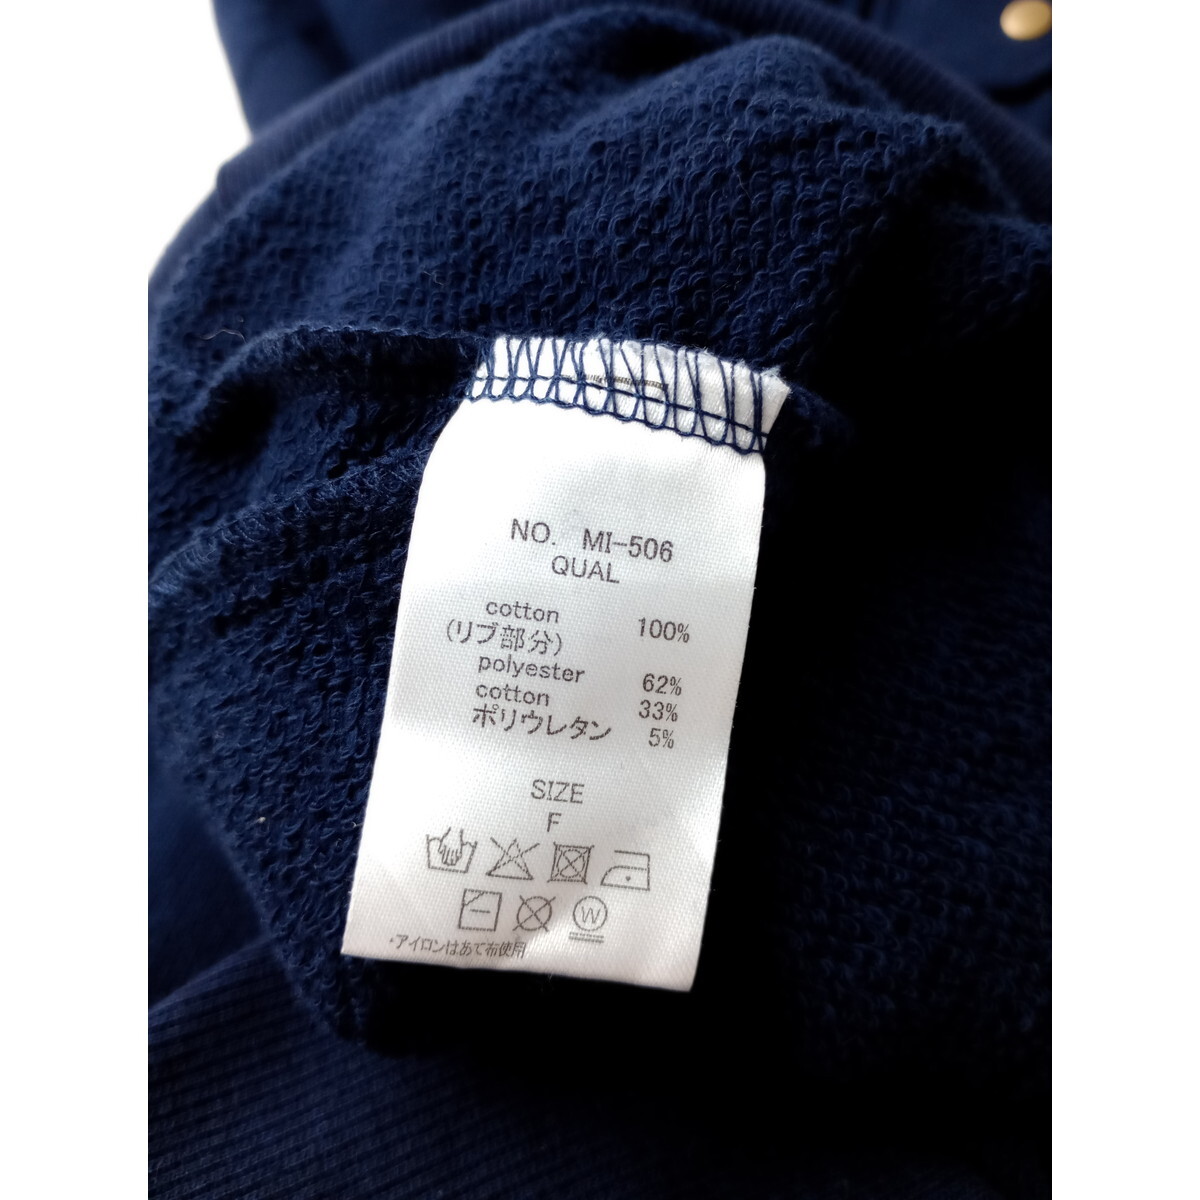 NO. MI-506
QUAL
cotton 100%
(リブ部分)
polyester 62%
cotton 33%
ポリウレタン 5%
SIZE
F
W
・アイロンはあて布使用